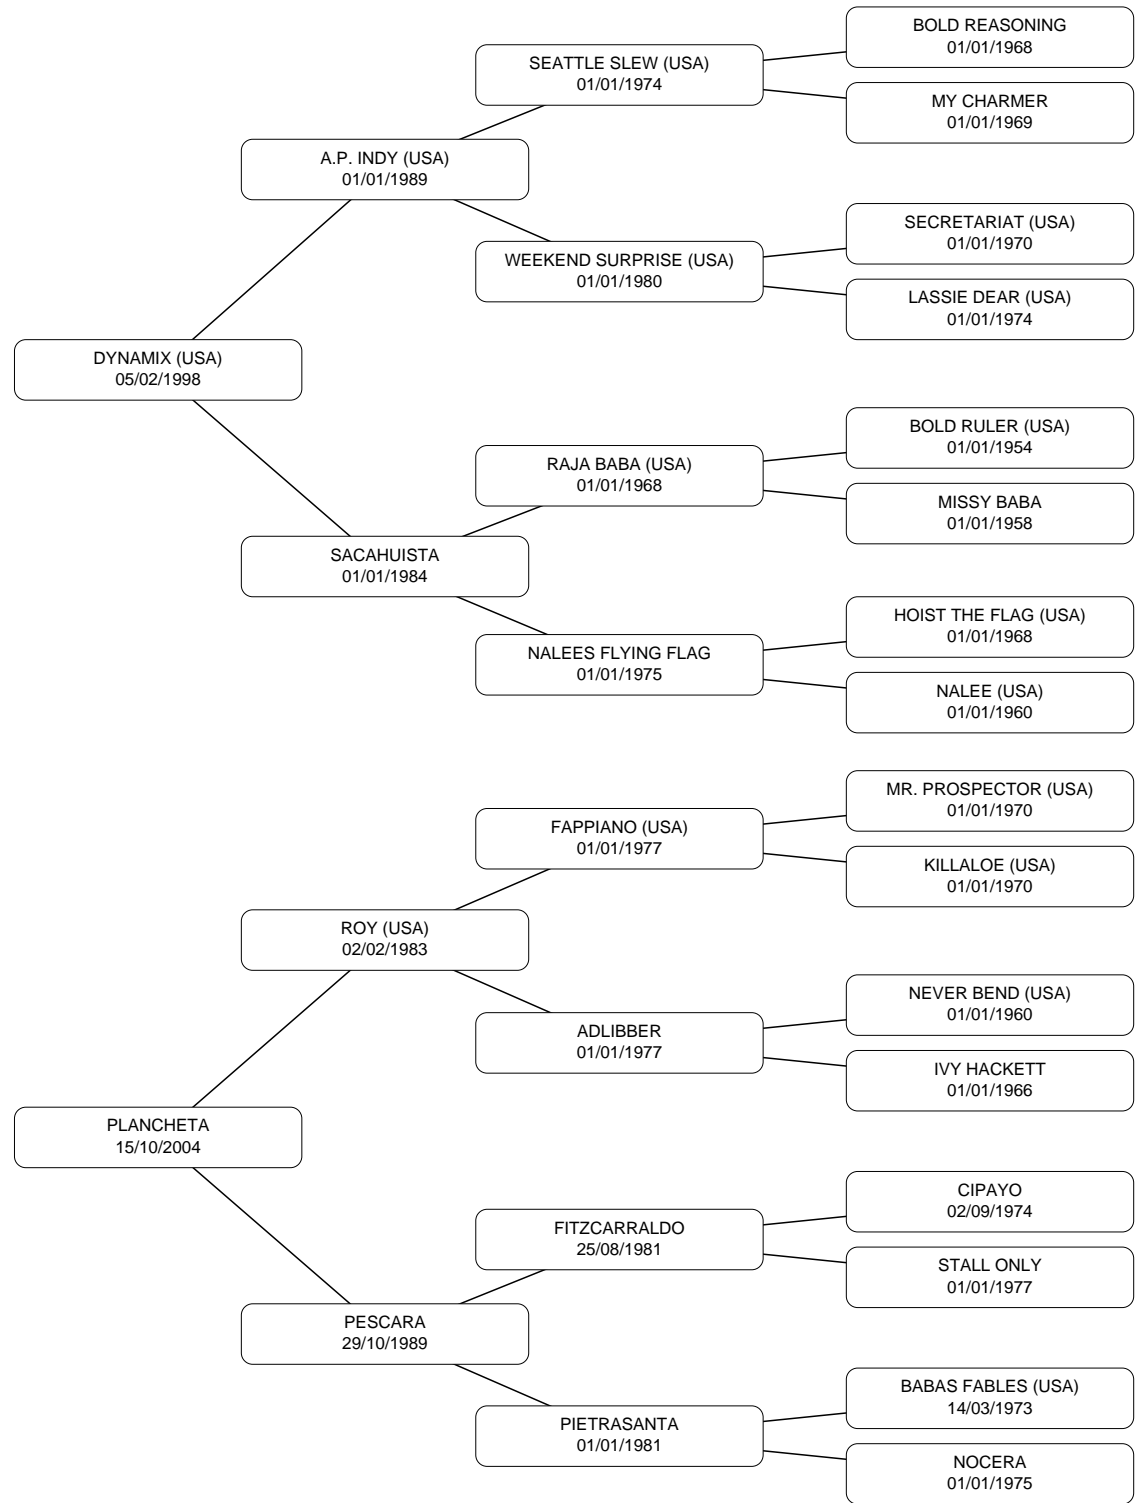 BOLD REASONING
01/01/1968
SEATTLE SLEW (USA)
01/01/1974
MY CHARMER
01/01/1969
A.P. INDY (USA)
01/01/1989
SECRETARIAT (USA)
01/01/1970
WEEKEND SURPRISE (USA)
01/01/1980
LASSIE DEAR (USA)
01/01/1974
DYNAMIX (USA)
05/02/1998
BOLD RULER (USA)
01/01/1954
RAJA BABA (USA)
01/01/1968
MISSY BABA
01/01/1958
SACAHUISTA
01/01/1984
HOIST THE FLAG (USA)
01/01/1968
NALEES FLYING FLAG
01/01/1975
NALEE (USA)
01/01/1960
MR. PROSPECTOR (USA)
01/01/1970
FAPPIANO (USA)
01/01/1977
KILLALOE (USA)
01/01/1970
ROY (USA)
02/02/1983
NEVER BEND (USA)
01/01/1960
ADLIBBER
01/01/1977
IVY HACKETT
01/01/1966
PLANCHETA
15/10/2004
CIPAYO
02/09/1974
FITZCARRALDO
25/08/1981
STALL ONLY
01/01/1977
PESCARA
29/10/1989
BABAS FABLES (USA)
14/03/1973
PIETRASANTA
01/01/1981
NOCERA
01/01/1975